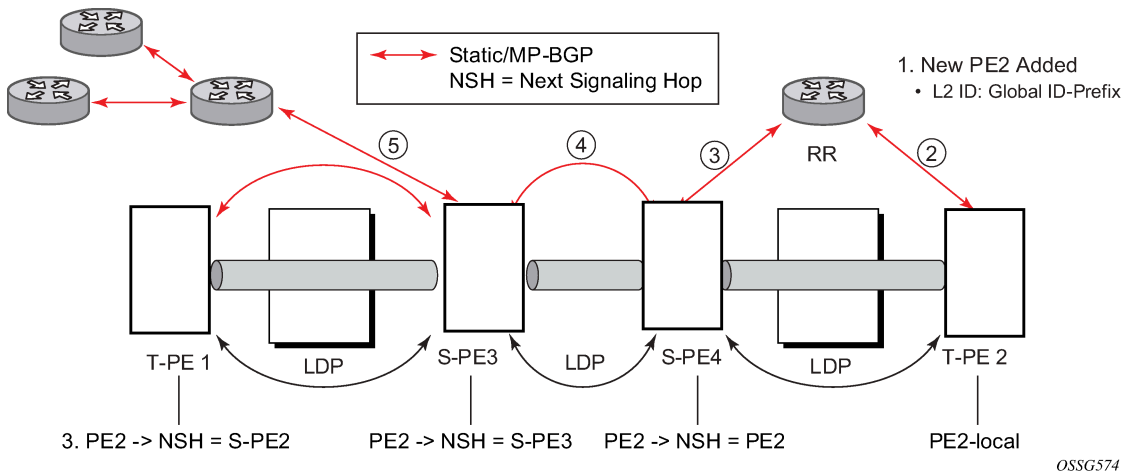 Static/MP-BGP
NSH = Next Signaling Hop
1. New PE2 Added
• L2 ID: Global ID-Prefix
RR
5
4
3
2
T-PE 1
LDP
S-PE3
LDP
S-PE4
LDP
T-PE 2
3. PE2 -> NSH = S-PE2
PE2 -> NSH = S-PE3
PE2 -> NSH = PE2
PE2-local
OSSG574